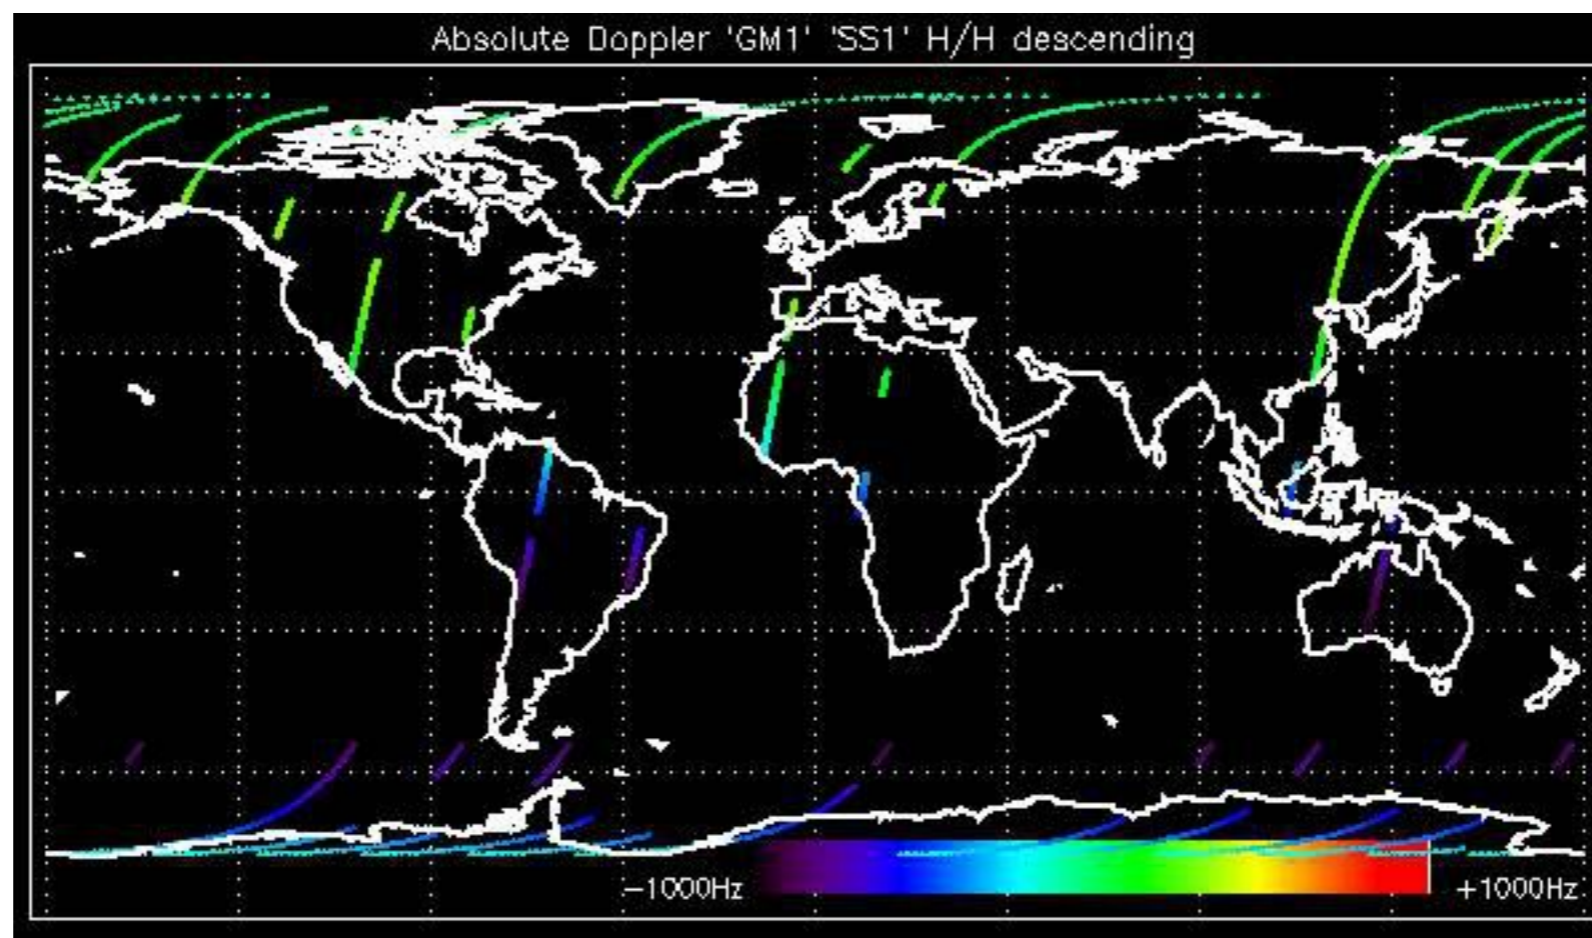 Absolute Doppler 'GM1' 'SS1' H/H descending
-1000Hz +1000Hz